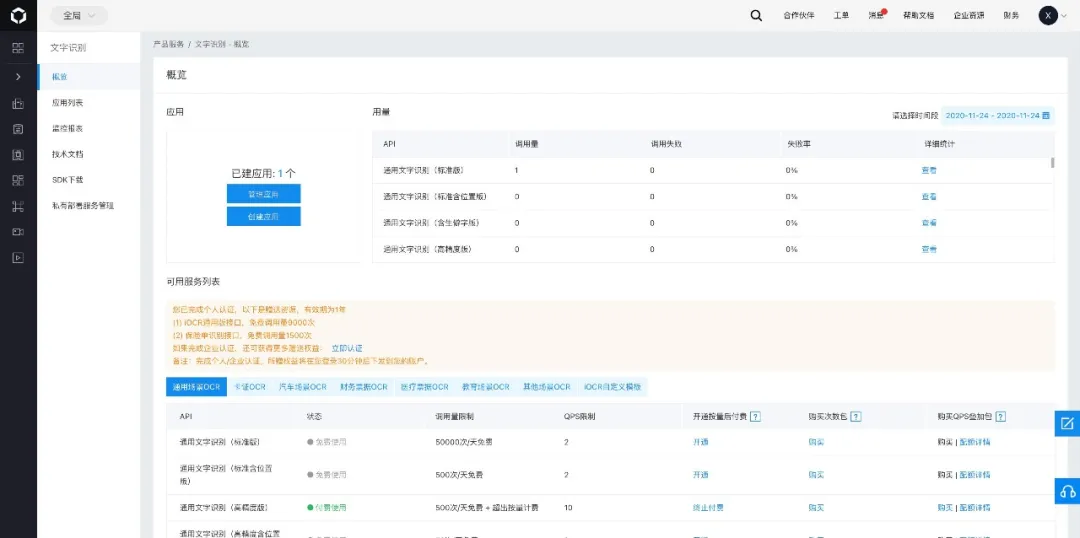 全局
合作伙伴 工单 消息 帮助文档 企业资源 财务 X
文字识别
概览
应用列表
监控报表
技术文档
SDK下载
私有部署服务管理
产品服务 / 文字识别 - 概览
概览
应用
已建应用: 1 个
管理应用
创建应用
用量
请选择时间段 2020-11-24 - 2020-11-24
API 调用量 调用失败 失败率 详细统计
通用文字识别（标准版） 1 0 0% 查看
通用文字识别（标准含位置版） 0 0 0% 查看
通用文字识别（含生僻字版） 0 0 0% 查看
通用文字识别（高精度版） 0 0 0% 查看
可用服务列表
您已完成个人认证，以下是赠送资源，有效期为1年
(1) iOCR通用版接口，免费调用量9000次
(2) 保险单识别接口，免费调用量1500次
如果完成企业认证，还可获得更多赠送权益： 立即认证
备注：完成个人/企业认证，所赠权益将在您登录30分钟后下发到您的账户。
通用场景OCR 卡证OCR 汽车场景OCR 财务票据OCR 医疗票据OCR 教育场景OCR 其他场景OCR iOCR自定义模板
API 状态 调用量限制 QPS限制 开通按量后付费 ? 购买次数包 ? 购买QPS叠加包 ?
通用文字识别（标准版） 免费使用 50000次/天免费 2 开通 购买 购买 | 配额详情
通用文字识别（标准含位置
版） 免费使用 500次/天免费 2 开通 购买 购买 | 配额详情
通用文字识别（高精度版） 付费使用 500次/天免费 + 超出按量计费 10 终止付费 购买 购买 | 配额详情
通用文字识别（高精度含位置